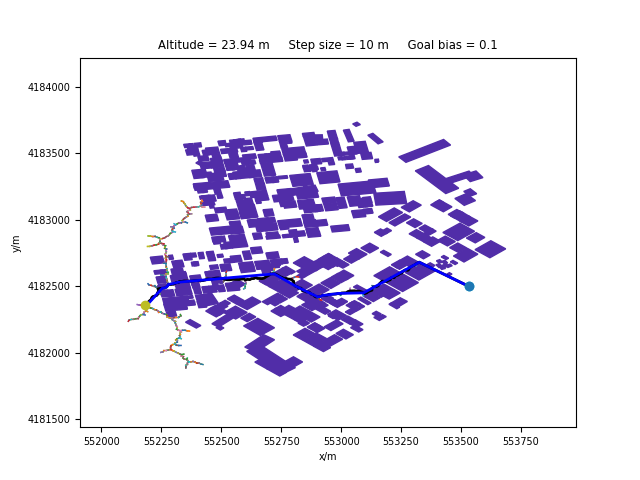 Altitude = 23.94 m Step size = 10 m Goal bias = 0.1
4184000
4183500
4183000
4182500
4182000
4181500
y/m
552000 552250 552500 552750 553000 553250 553500 553750
x/m